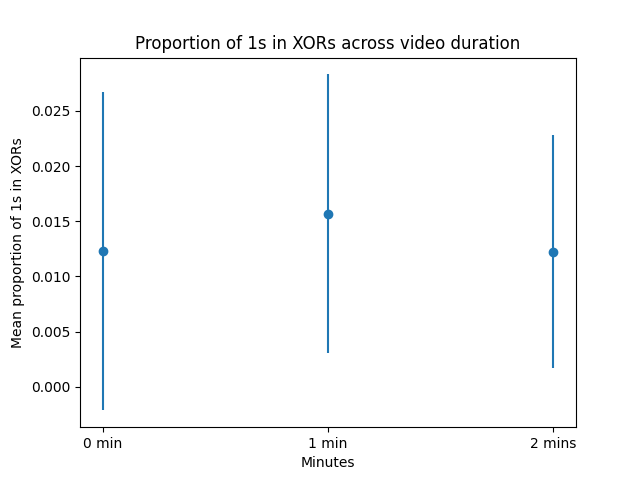 Proportion of 1s in XORs across video duration
Mean proportion of 1s in XORs
0.025
0.020
0.015
0.010
0.005
0.000
0 min
1 min
2 mins
Minutes